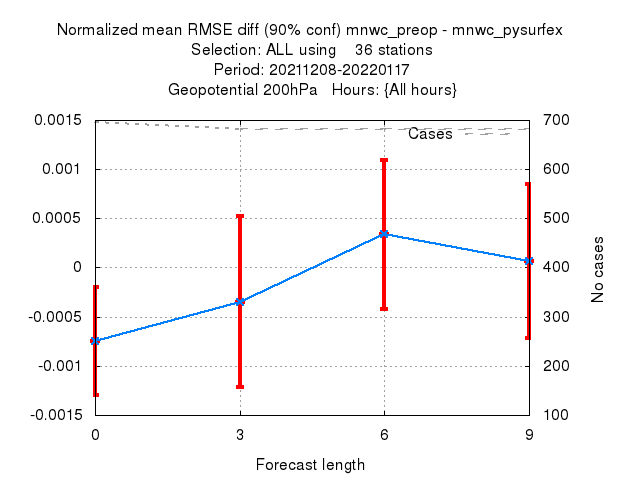 Normalized mean RMSE diff (90% conf) mnwc_preop - mnwc_pysurfex
Selection: ALL using    36 stations
Period: 20211208-20220117
Geopotential 200hPa   Hours: {All hours}
Cases
0.0015
0.001
0.0005
0
-0.0005
-0.001
-0.0015
700
600
500
400
300
200
100
No cases
0 3 6 9
Forecast length